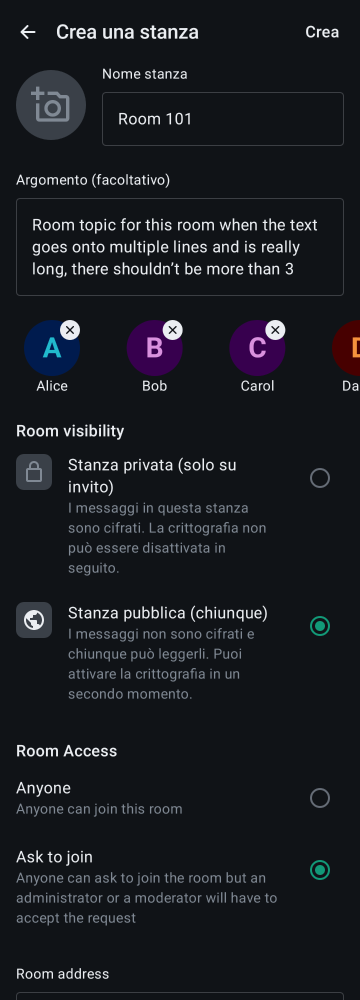 Crea una stanza
Crea
Nome stanza
Room 101
Argomento (facoltativo)
Room topic for this room when the text
goes onto multiple lines and is really
long, there shouldn’t be more than 3
A
B
C
Alice
Bob
Carol
Da
Room visibility
Stanza privata (solo su
invito)
I messaggi in questa stanza
sono cifrati. La crittografia non
può essere disattivata in
seguito.
Stanza pubblica (chiunque)
I messaggi non sono cifrati e
chiunque può leggerli. Puoi
attivare la crittografia in un
secondo momento.
Room Access
Anyone
Anyone can join this room
Ask to join
Anyone can ask to join the room but an
administrator or a moderator will have to
accept the request
Room address